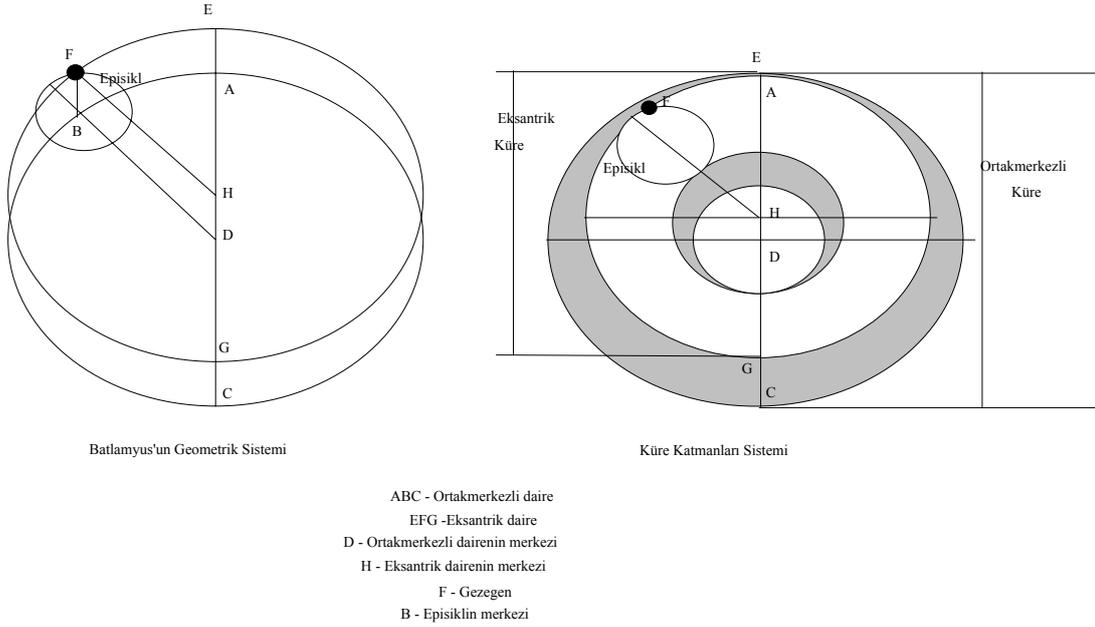 E
F
Episikl
A
B
H
D
G
C
Batlamyus'un Geometrik Sistemi
E
A
F
Eksantrik
Küre
Episikl
Ortakmerkezli
Küre
H
D
G
C
Küre Katmanları Sistemi
ABC - Ortakmerkezli daire
EFG -Eksantrik daire
D - Ortakmerkezli dairenin merkezi
H - Eksantrik dairenin merkezi
F - Gezegen
B - Episiklin merkezi